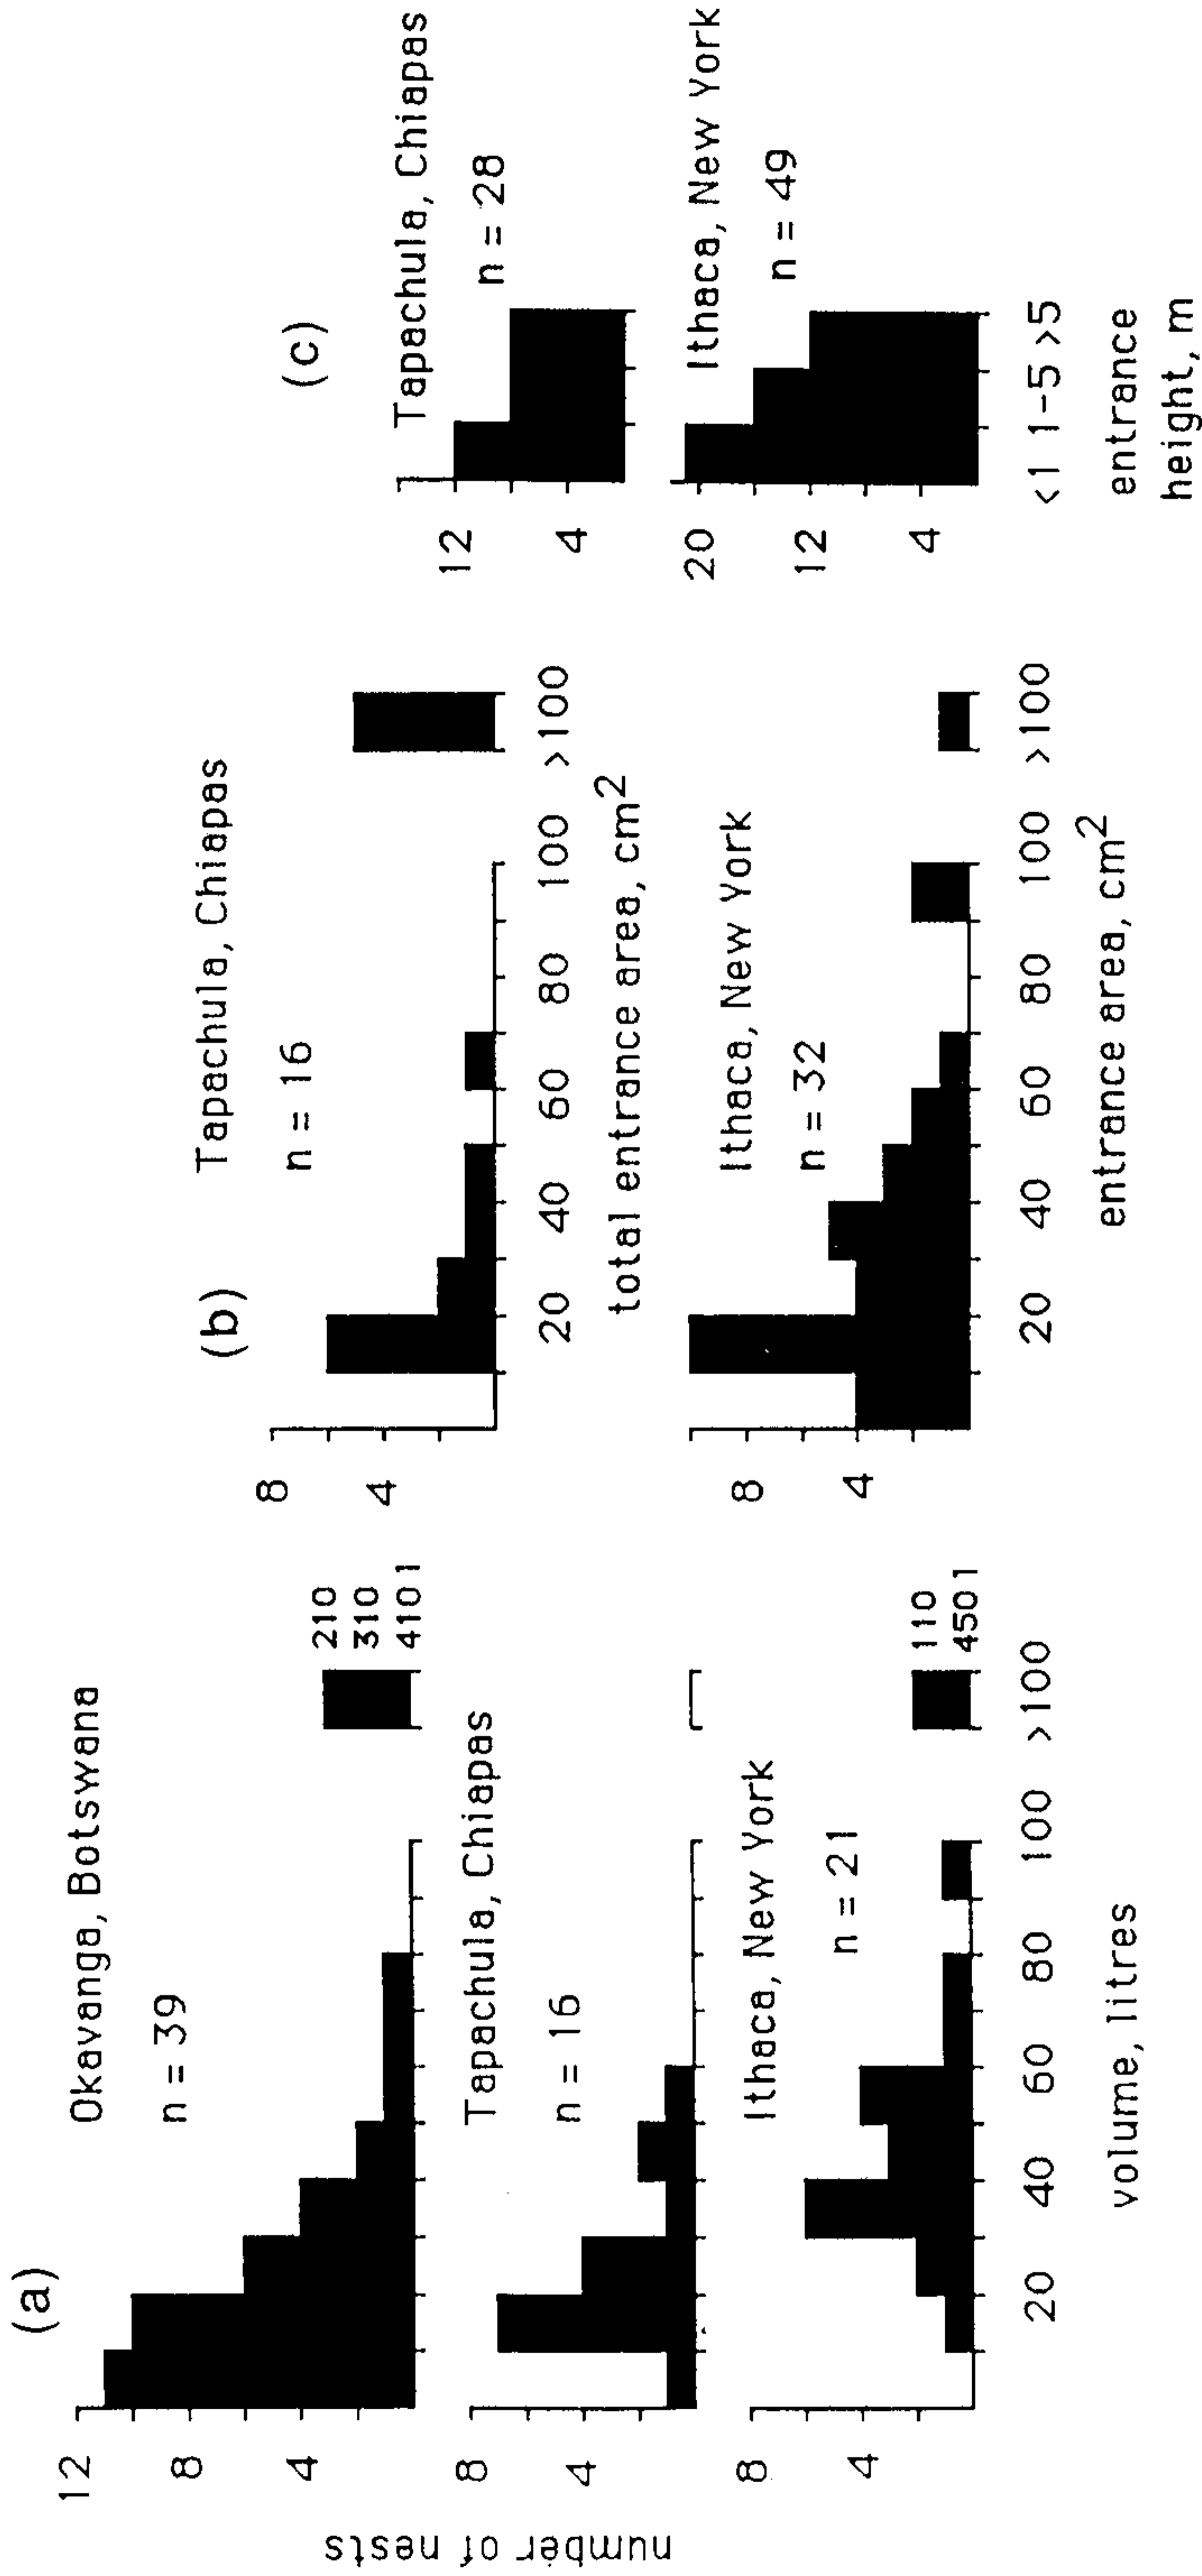 (a)
number of nests
Okavanga, Botswana
n = 39
12
8
4
210
310
410 l
Tapachula, Chiapas
n = 16
8
4
Ithaca, New York
n = 21
8
4
110
450 l
20 40 60 80 100 >100
volume, litres
(b)
Tapachula, Chiapas
n = 16
8
4
20 40 60 80 100 >100
total entrance area, cm²
Ithaca, New York
n = 32
8
4
20 40 60 80 100 >100
entrance area, cm²
(c)
Tapachula, Chiapas
n = 28
12
4
Ithaca, New York
n = 49
20
12
4
<1 1-5 >5
entrance
height, m